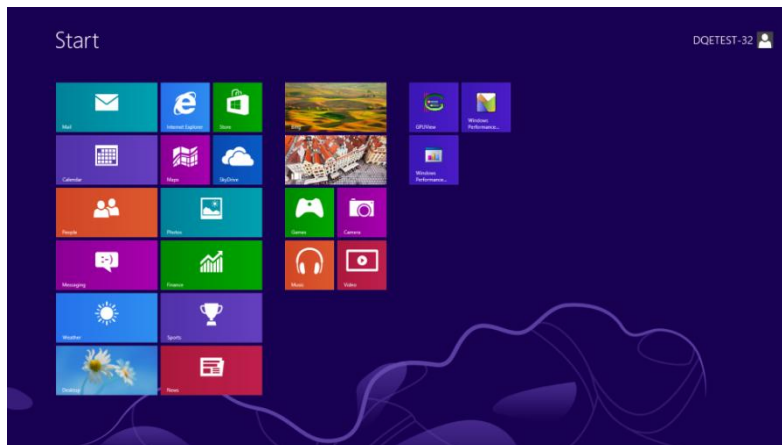 Start
DQETEST-32
Mail
Internet Explorer
Store
Bing
GPUView
Windows
Performance...
Calendar
Maps
SkyDrive
Windows
Performance...
People
Photos
Games
Camera
Messaging
Finance
Music
Video
Weather
Sports
Desktop
News